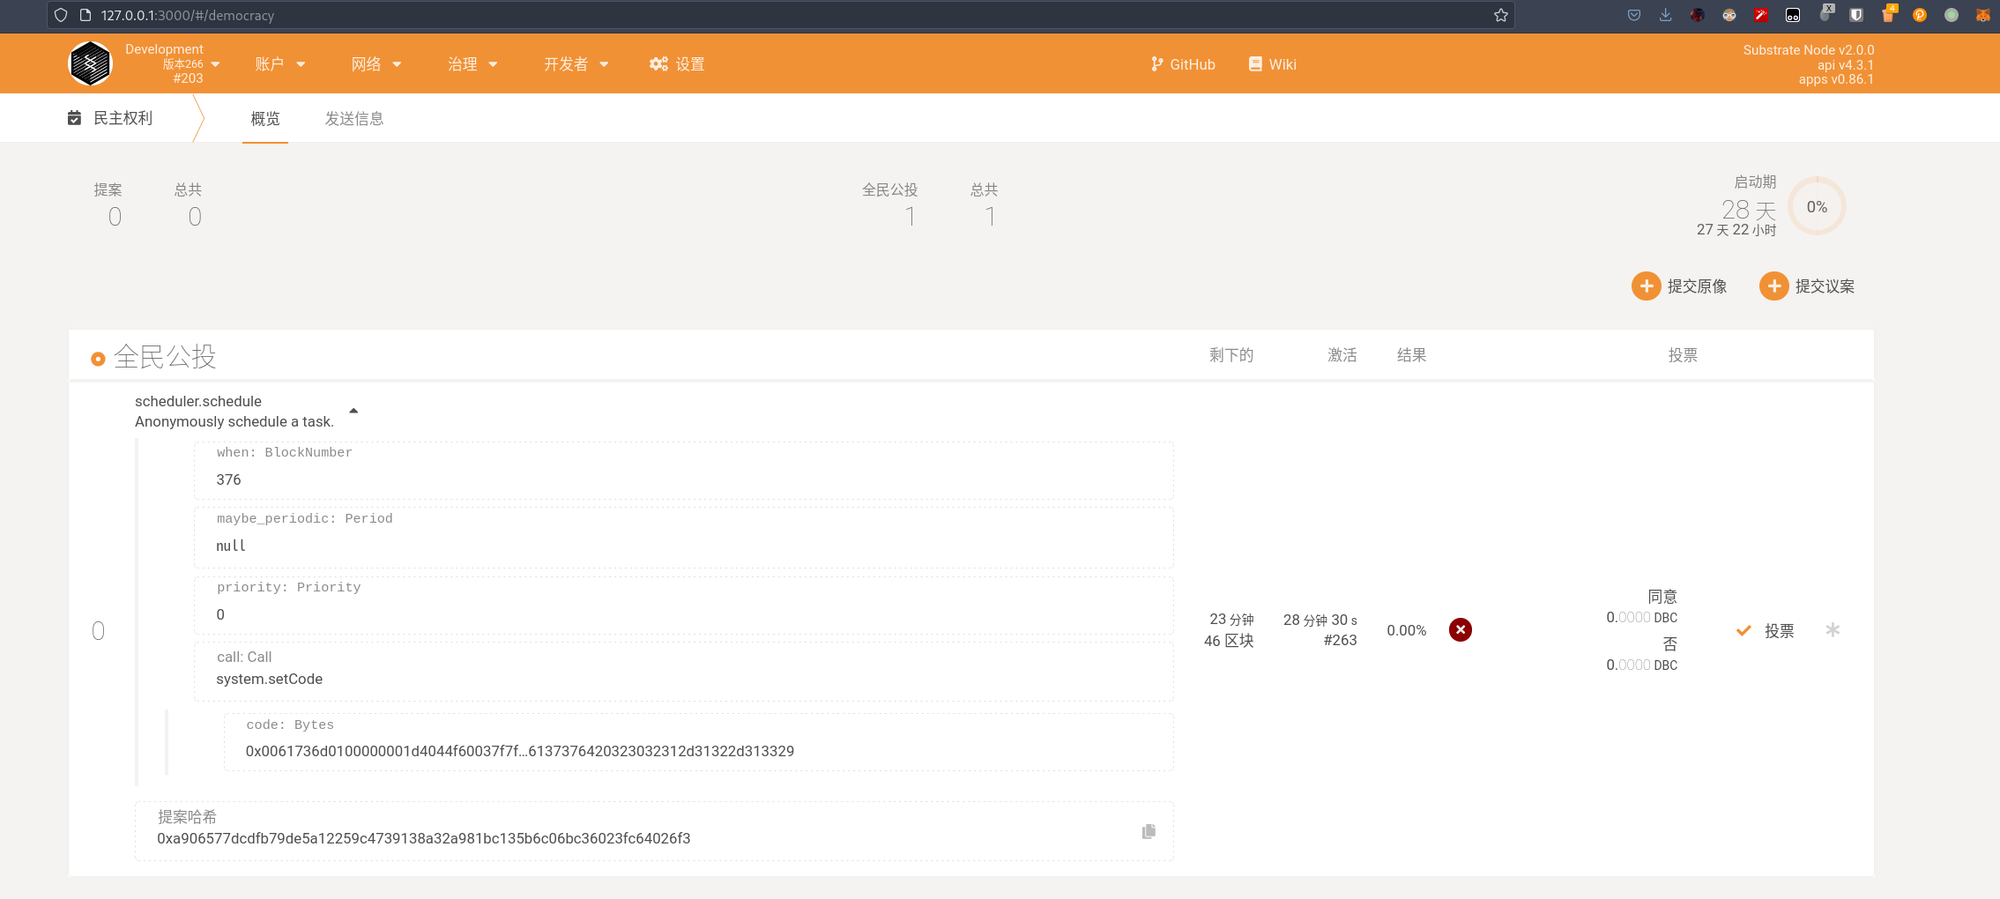 127.0.0.1:3000/#/democracy
X
4
Development
版本266
#203
账户
网络
治理
开发者
设置
GitHub
Wiki
Substrate Node v2.0.0
api v4.3.1
apps v0.86.1
民主权利
概览
发送信息
提案
0
总共
0
全民公投
1
总共
1
启动期
28 天
27 天 22 小时
0%
提交原像
提交议案
全民公投
剩下的
激活
结果
投票
0
scheduler.schedule
Anonymously schedule a task.
when: BlockNumber
376
maybe_periodic: Period
null
priority: Priority
0
call: Call
system.setCode
code: Bytes
0x0061736d0100000001d4044f60037f7f…6137376420323032312d31322d313329
提案哈希
0xa906577dcdfb79de5a12259c4739138a32a981bc135b6c06bc36023fc64026f3
23 分钟
46 区块
28 分钟 30 s
#263
0.00%
同意
0.0000 DBC
否
0.0000 DBC
投票